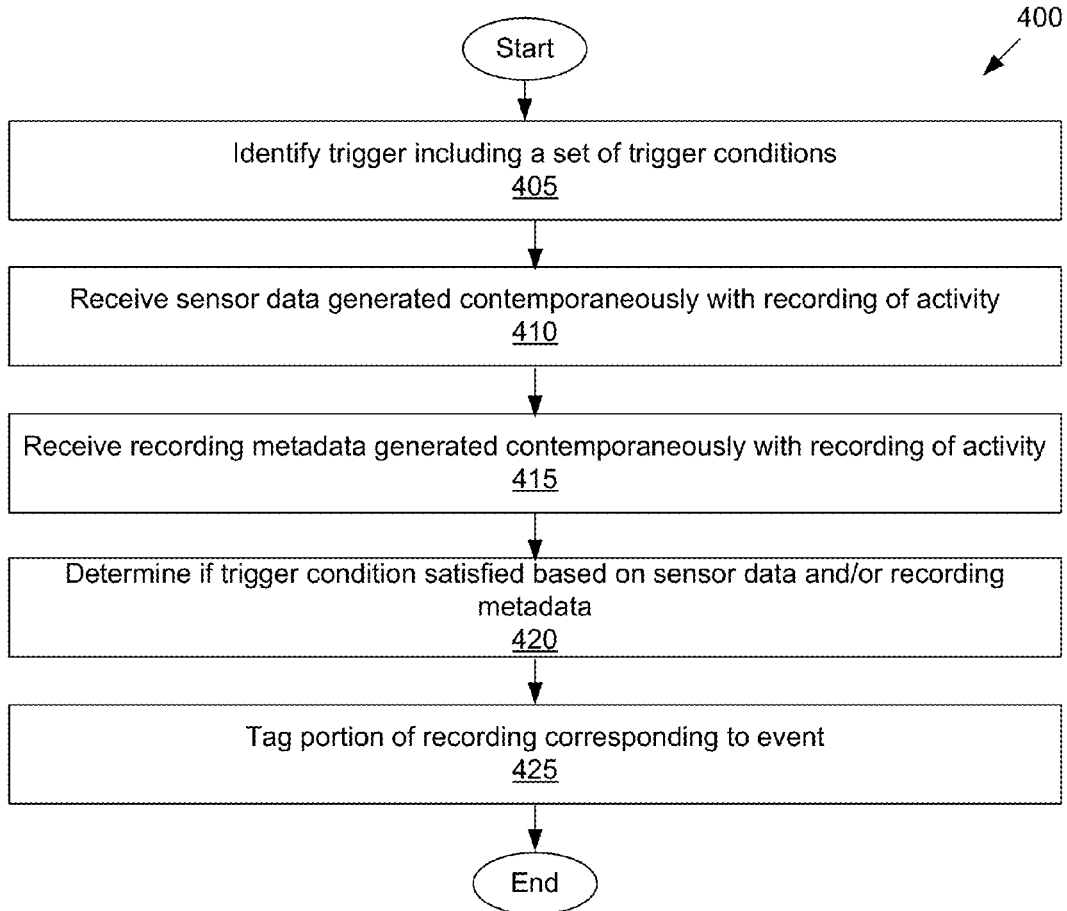 400
Start
Identify trigger including a set of trigger conditions
405
Receive sensor data generated contemporaneously with recording of activity
410
Receive recording metadata generated contemporaneously with recording of activity
415
Determine if trigger condition satisfied based on sensor data and/or recording
metadata
420
Tag portion of recording corresponding to event
425
End